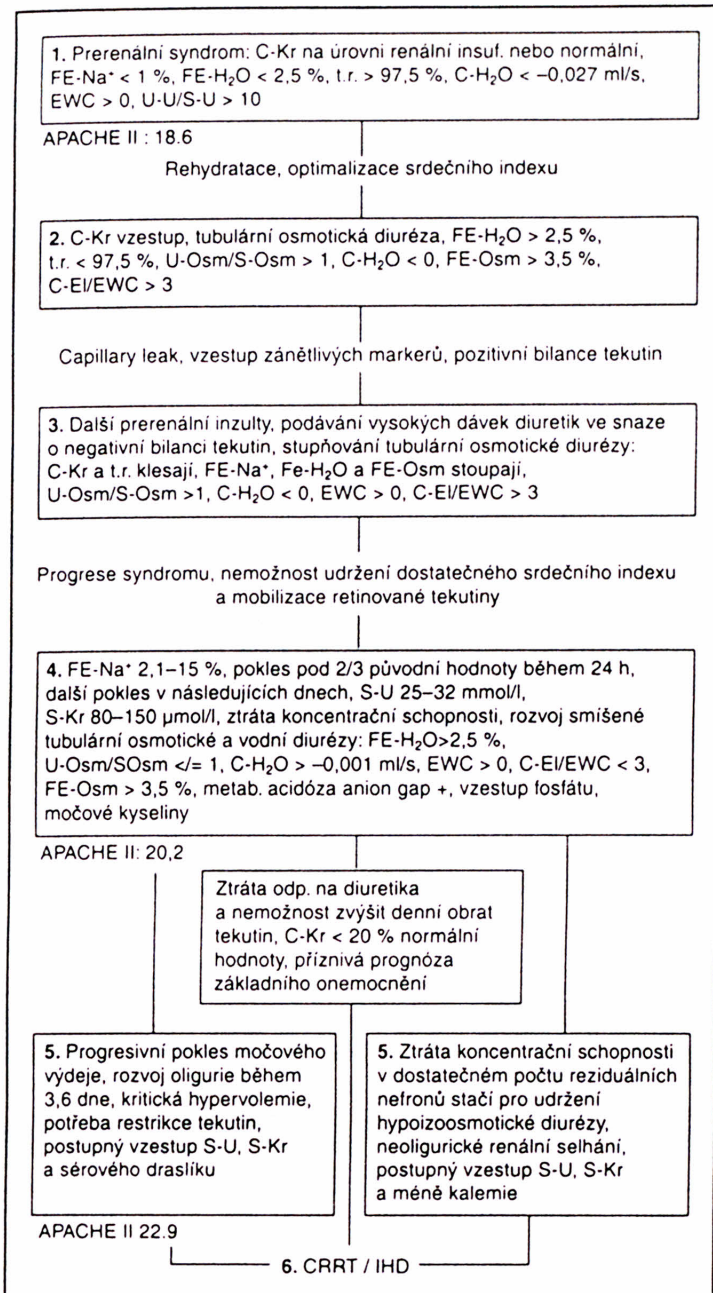 1. Prerenální syndrom: C-Kr na úrovni renální insuf. nebo normální,
FE-Na⁺ < 1 %, FE-H₂O < 2,5 %, t.r. > 97,5 %, C-H₂O < –0,027 ml/s,
EWC > 0, U-U/S-U > 10
APACHE II : 18.6
Rehydratace, optimalizace srdečního indexu
2. C-Kr vzestup, tubulární osmotická diuréza, FE-H₂O > 2,5 %,
t.r. < 97,5 %, U-Osm/S-Osm > 1, C-H₂O < 0, FE-Osm > 3,5 %,
C-El/EWC > 3
Capillary leak, vzestup zánětlivých markerů, pozitivní bilance tekutin
3. Další prerenální inzulty, podávání vysokých dávek diuretik ve snaze
o negativní bilanci tekutin, stupňování tubulární osmotické diurézy:
C-Kr a t.r. klesají, FE-Na⁺, Fe-H₂O a FE-Osm stoupají,
U-Osm/S-Osm >1, C-H₂O < 0, EWC > 0, C-El/EWC > 3
Progrese syndromu, nemožnost udržení dostatečného srdečního indexu
a mobilizace retinované tekutiny
4. FE-Na⁺ 2,1–15 %, pokles pod 2/3 původní hodnoty během 24 h,
další pokles v následujících dnech, S-U 25–32 mmol/l,
S-Kr 80–150 µmol/l, ztráta koncentrační schopnosti, rozvoj smíšené
tubulární osmotické a vodní diurézy: FE-H₂O>2,5 %,
U-Osm/SOsm </= 1, C-H₂O > –0,001 ml/s, EWC > 0, C-El/EWC < 3,
FE-Osm > 3,5 %, metab. acidóza anion gap +, vzestup fosfátu,
močové kyseliny
APACHE II: 20,2
Ztráta odp. na diuretika
a nemožnost zvýšit denní obrat
tekutin, C-Kr < 20 % normální
hodnoty, příznivá prognóza
základního onemocnění
5. Progresivní pokles močového
výdeje, rozvoj oligurie během
3,6 dne, kritická hypervolemie,
potřeba restrikce tekutin,
postupný vzestup S-U, S-Kr
a sérového draslíku
APACHE II 22.9
5. Ztráta koncentrační schopnosti
v dostatečném počtu reziduálních
nefronů stačí pro udržení
hypoizoosmotické diurézy,
neoligurické renální selhání,
postupný vzestup S-U, S-Kr
a méně kalemie
6. CRRT / IHD